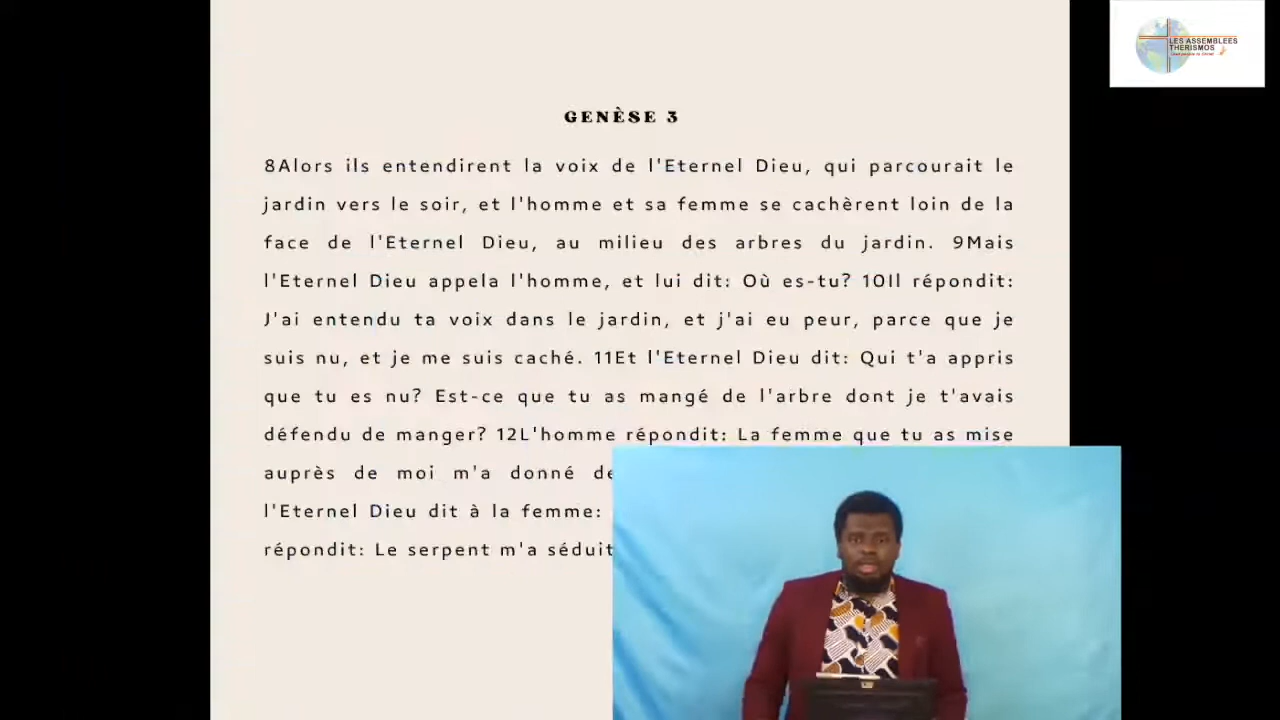 LES ASSEMBLEES
THERISMOS
GENÈSE 3
8Alors ils entendirent la voix de l'Eternel Dieu, qui parcourait le
jardin vers le soir, et l'homme et sa femme se cachèrent loin de la
face de l'Eternel Dieu, au milieu des arbres du jardin. 9Mais
l'Eternel Dieu appela l'homme, et lui dit: Où es-tu? 10Il répondit:
J'ai entendu ta voix dans le jardin, et j'ai eu peur, parce que je
suis nu, et je me suis caché. 11Et l'Eternel Dieu dit: Qui t'a appris
que tu es nu? Est-ce que tu as mangé de l'arbre dont je t'avais
défendu de manger? 12L'homme répondit: La femme que tu as mise
auprès de moi m'a donné de
l'Eternel Dieu dit à la femme:
répondit: Le serpent m'a séduit